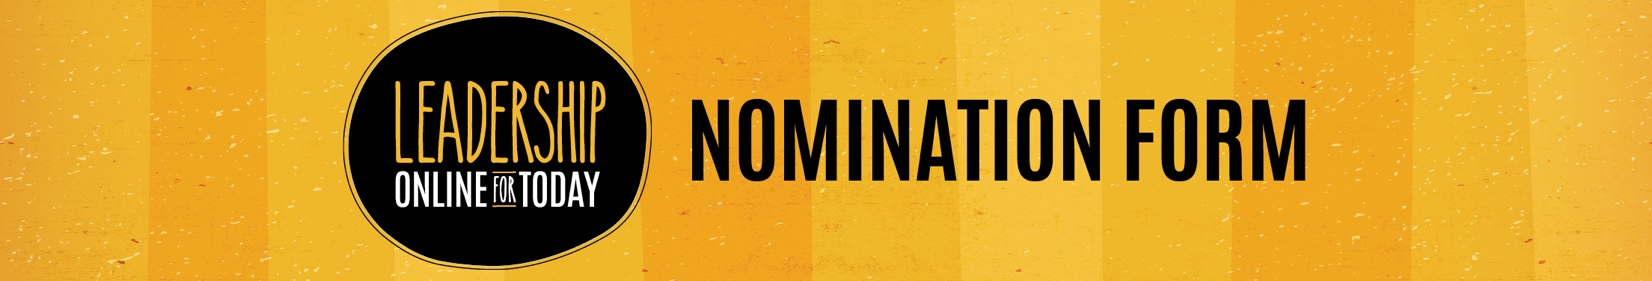 LEADERSHIP
ONLINE FOR TODAY
NOMINATION FORM